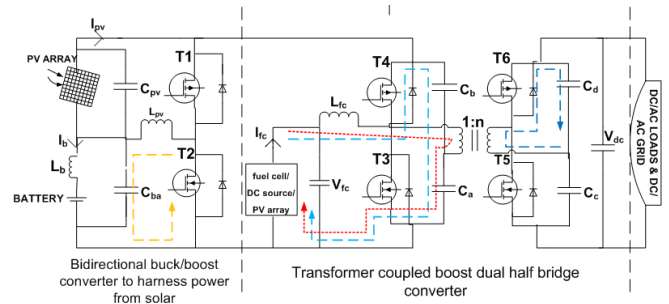 Ipv
PV ARRAY
Cpv
T1
Lpv
Ib
Lb
T2
Cba
BATTERY
T4
Cb
Lfc
Ifc
1:n
fuel cell/
DC source/
PV array
Vfc
T3
Ca
T6
Cd
T5
Cc
Vdc
DC/AC LOADS & DC/
AC GRID
Bidirectional buck/boost
converter to harness power
from solar
Transformer coupled boost dual half bridge
converter